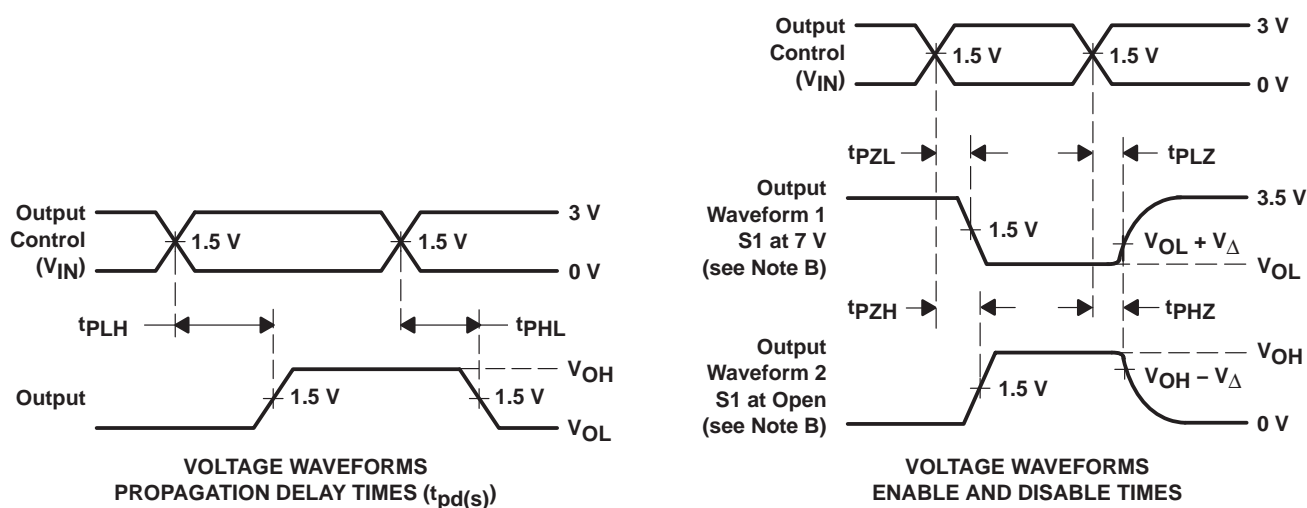 Output
Control
(VIN)
3 V
1.5 V
1.5 V
0 V
tPLH
tPHL
Output
VOH
1.5 V
1.5 V
VOL
VOLTAGE WAVEFORMS
PROPAGATION DELAY TIMES (tpd(s))
Output
Control
(VIN)
3 V
1.5 V
1.5 V
0 V
tPZL
tPLZ
Output
Waveform 1
S1 at 7 V
(see Note B)
3.5 V
1.5 V
VOL + VΔ
VOL
tPZH
tPHZ
Output
Waveform 2
S1 at Open
(see Note B)
VOH
1.5 V
VOH − VΔ
0 V
VOLTAGE WAVEFORMS
ENABLE AND DISABLE TIMES